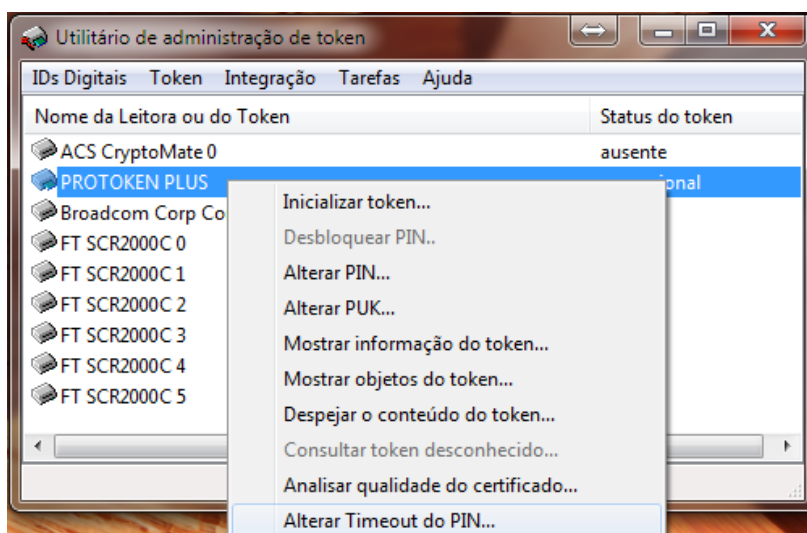 Utilitário de administração de token
IDs Digitais Token Integração Tarefas Ajuda
Nome da Leitora ou do Token Status do token
ACS CryptoMate 0 ausente
PROTOKEN PLUS
Broadcom Corp Co
FT SCR2000C 0
FT SCR2000C 1
FT SCR2000C 2
FT SCR2000C 3
FT SCR2000C 4
FT SCR2000C 5
Inicializar token...
Desbloquear PIN..
Alterar PIN...
Alterar PUK...
Mostrar informação do token...
Mostrar objetos do token...
Despejar o conteúdo do token...
Consultar token desconhecido...
Analisar qualidade do certificado...
Alterar Timeout do PIN...